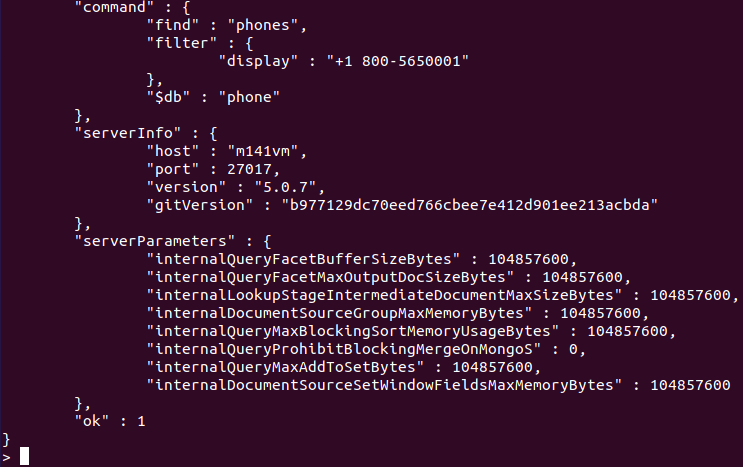 "command" : {
"find" : "phones",
"filter" : {
"display" : "+1 800-5650001"
},
"$db" : "phone"
},
"serverInfo" : {
"host" : "m141vm",
"port" : 27017,
"version" : "5.0.7",
"gitVersion" : "b977129dc70eed766cbee7e412d901ee213acbda"
},
"serverParameters" : {
"internalQueryFacetBufferSizeBytes" : 104857600,
"internalQueryFacetMaxOutputDocSizeBytes" : 104857600,
"internalLookupStageIntermediateDocumentMaxSizeBytes" : 104857600,
"internalDocumentSourceGroupMaxMemoryBytes" : 104857600,
"internalQueryMaxBlockingSortMemoryUsageBytes" : 104857600,
"internalQueryProhibitBlockingMergeOnMongoS" : 0,
"internalQueryMaxAddToSetBytes" : 104857600,
"internalDocumentSourceSetWindowFieldsMaxMemoryBytes" : 104857600
},
"ok" : 1
}
>